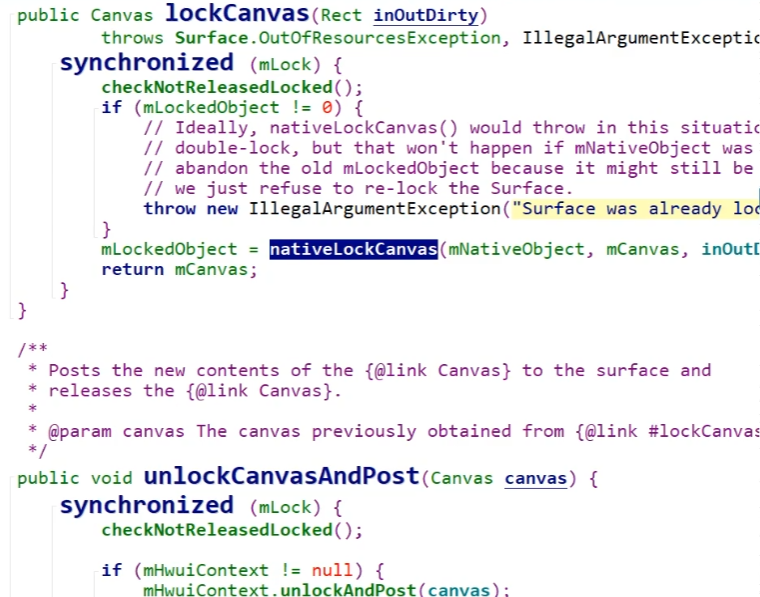 public Canvas lockCanvas(Rect inOutDirty)
throws Surface.OutOfResourcesException, IllegalArgumentExceptio
synchronized (mLock) {
checkNotReleasedLocked();
if (mLockedObject != 0) {
// Ideally, nativeLockCanvas() would throw in this situatio
// double-lock, but that won't happen if mNativeObject was
// abandon the old mLockedObject because it might still be
// we just refuse to re-lock the Surface.
throw new IllegalArgumentException("Surface was already loc
}
mLockedObject = nativeLockCanvas(mNativeObject, mCanvas, inOutD
return mCanvas;
}
}
/**
* Posts the new contents of the {@link Canvas} to the surface and
* releases the {@link Canvas}.
*
* @param canvas The canvas previously obtained from {@link #lockCanvas
*/
public void unlockCanvasAndPost(Canvas canvas) {
synchronized (mLock) {
checkNotReleasedLocked();
if (mHwuiContext != null) {
mHwuiContext.unlockAndPost(canvas);